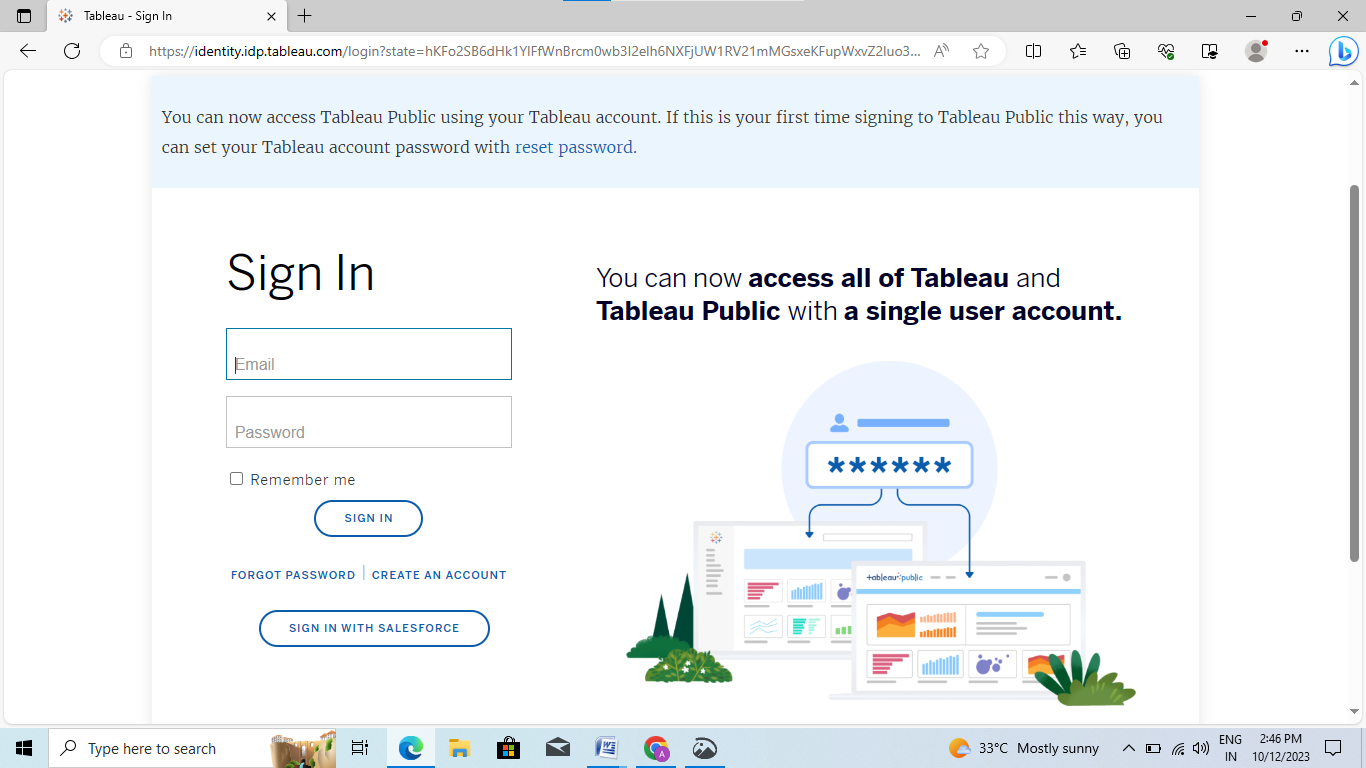 Tableau - Sign In
https://identity.idp.tableau.com/login?state=hKFo2SB6dHk1YlFfWnBrcm0wb3l2elh6NXFjUW1RV21mMGsxeKFupWxvZ2luo3...
You can now access Tableau Public using your Tableau account. If this is your first time signing to Tableau Public this way, you
can set your Tableau account password with reset password.
Sign In
Email
Password
Remember me
SIGN IN
FORGOT PASSWORD | CREATE AN ACCOUNT
SIGN IN WITH SALESFORCE
You can now access all of Tableau and
Tableau Public with a single user account.
******
+ableau public
Type here to search
33°C Mostly sunny
ENG
IN
2:46 PM
10/12/2023